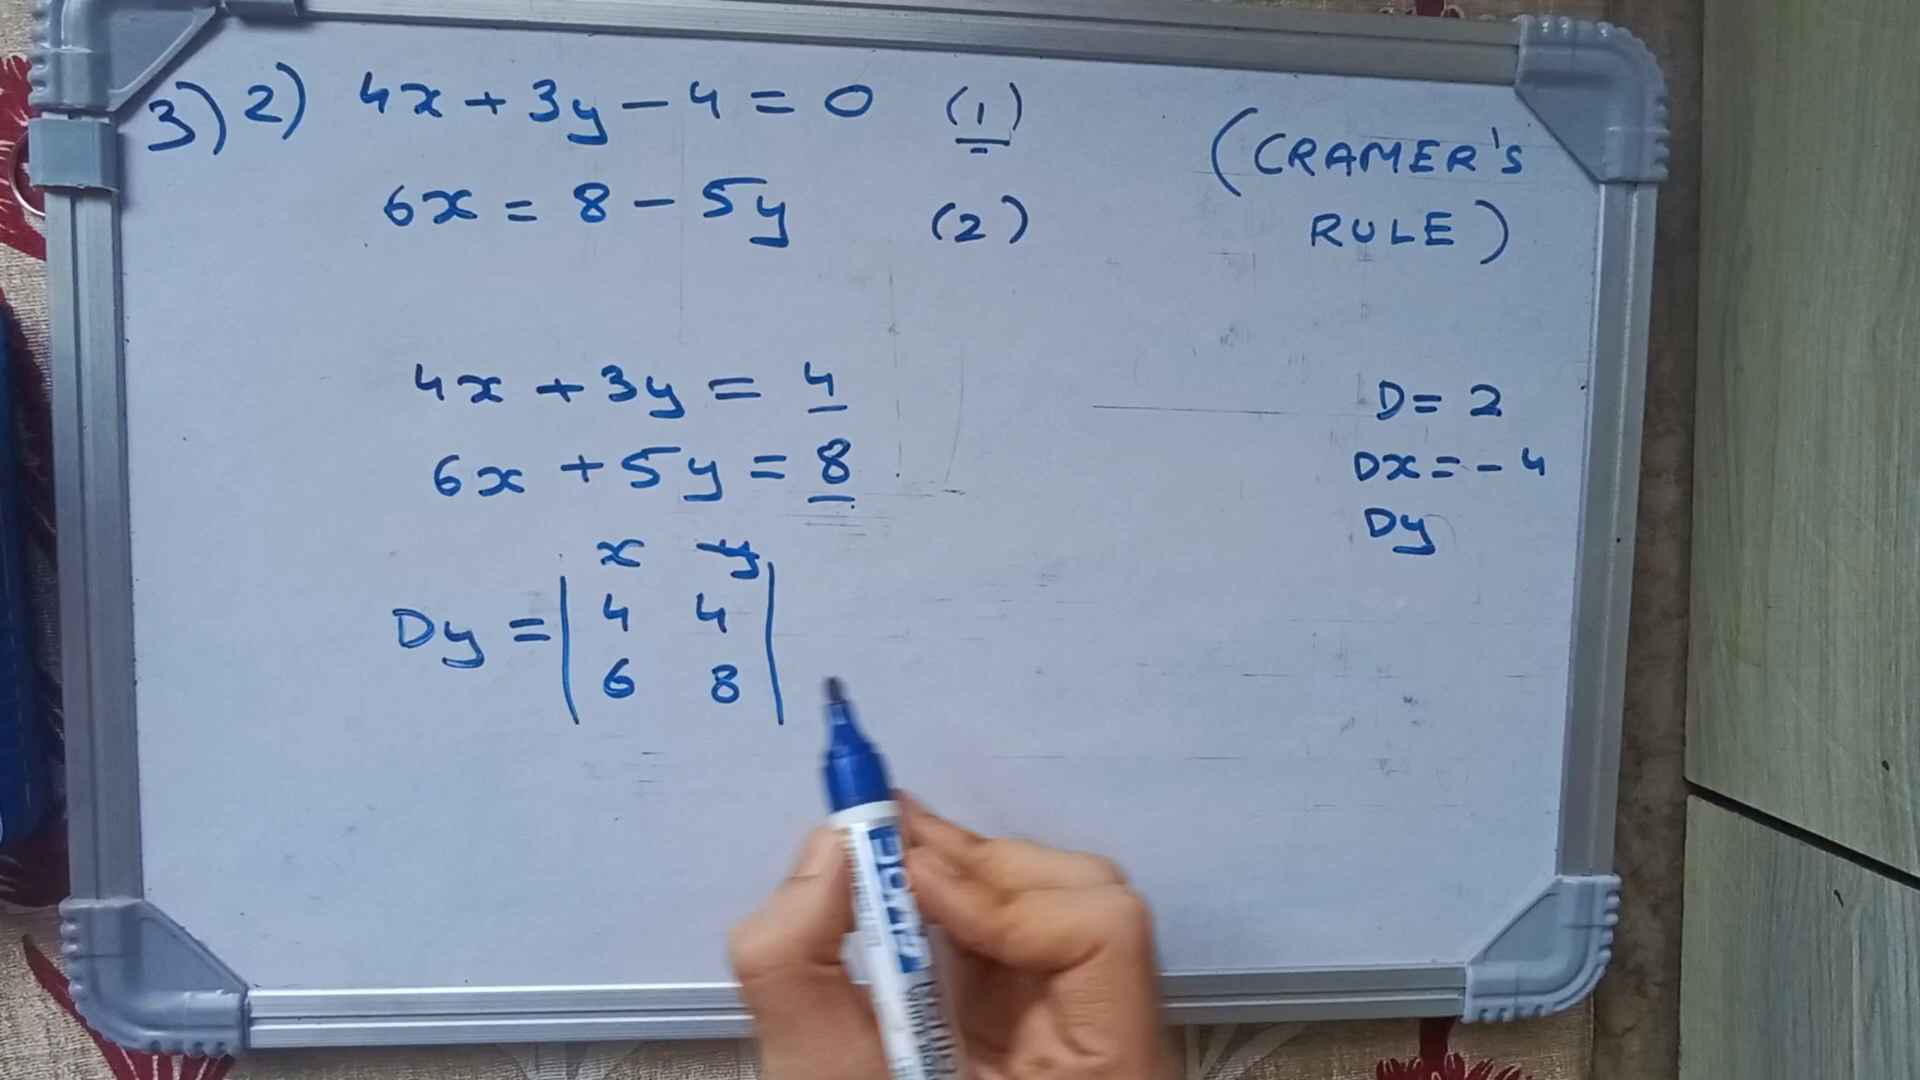 3) 2) 4x + 3y - 4 = 0 (1)
6x = 8 - 5y (2)
(CRAMER'S
RULE)
4x + 3y = 4
6x + 5y = 8
x y
Dy = | 4 4 |
| 6 8 |
D = 2
Dx = - 4
Dy